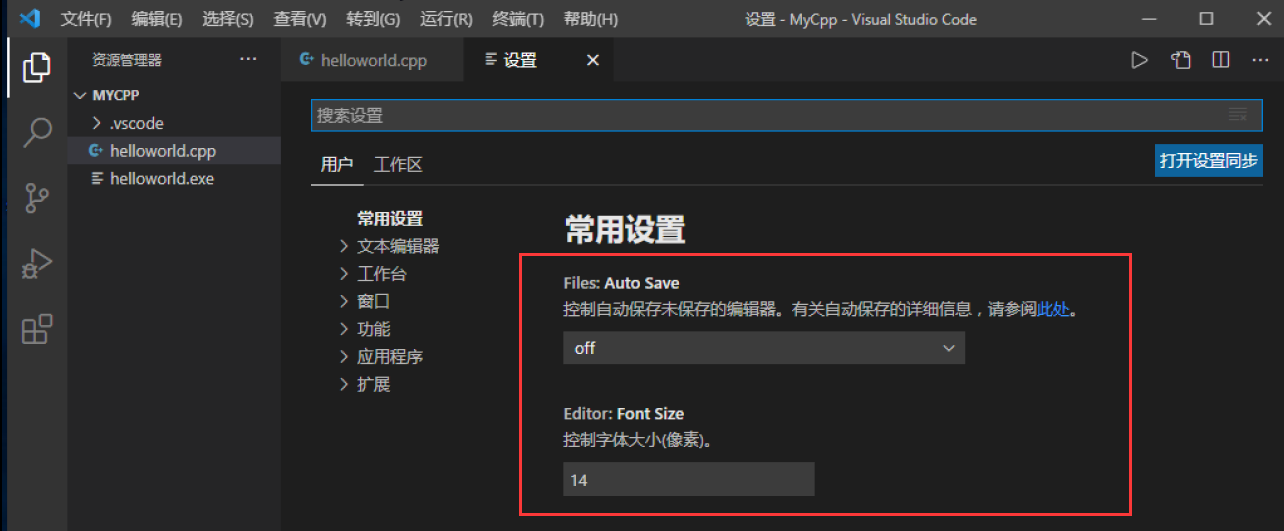 文件(F) 编辑(E) 选择(S) 查看(V) 转到(G) 运行(R) 终端(T) 帮助(H) 设置 - MyCpp - Visual Studio Code
资源管理器
helloworld.cpp 设置
MYCPP
.vscode
helloworld.cpp
helloworld.exe
搜索设置
用户 工作区 打开设置同步
常用设置
文本编辑器
工作台
窗口
功能
应用程序
扩展
常用设置
Files: Auto Save
控制自动保存未保存的编辑器。有关自动保存的详细信息，请参阅此处。
off
Editor: Font Size
控制字体大小(像素)。
14